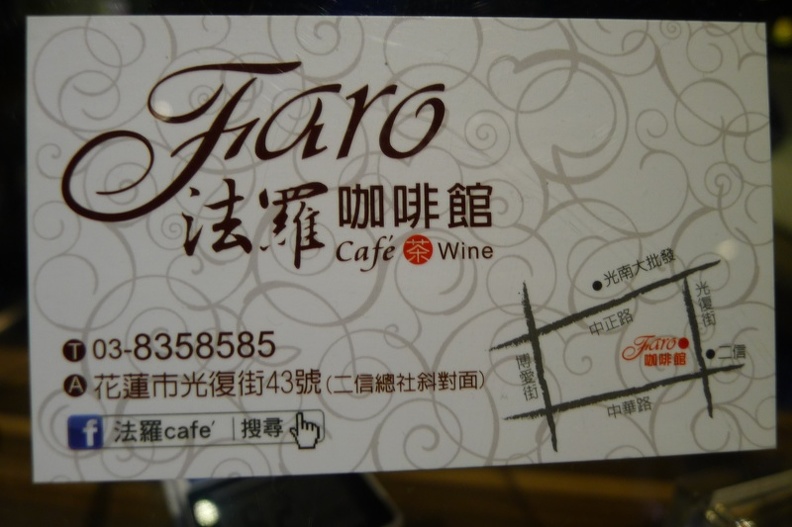 Faro
法羅咖啡館
Café 茶 Wine
T 03-8358585
A 花蓮市光復街43號(二信總社斜對面)
f 法羅cafe' | 搜尋
光南大批發
中正路
光復街
博愛街
Faro
咖啡館
二信
中華路